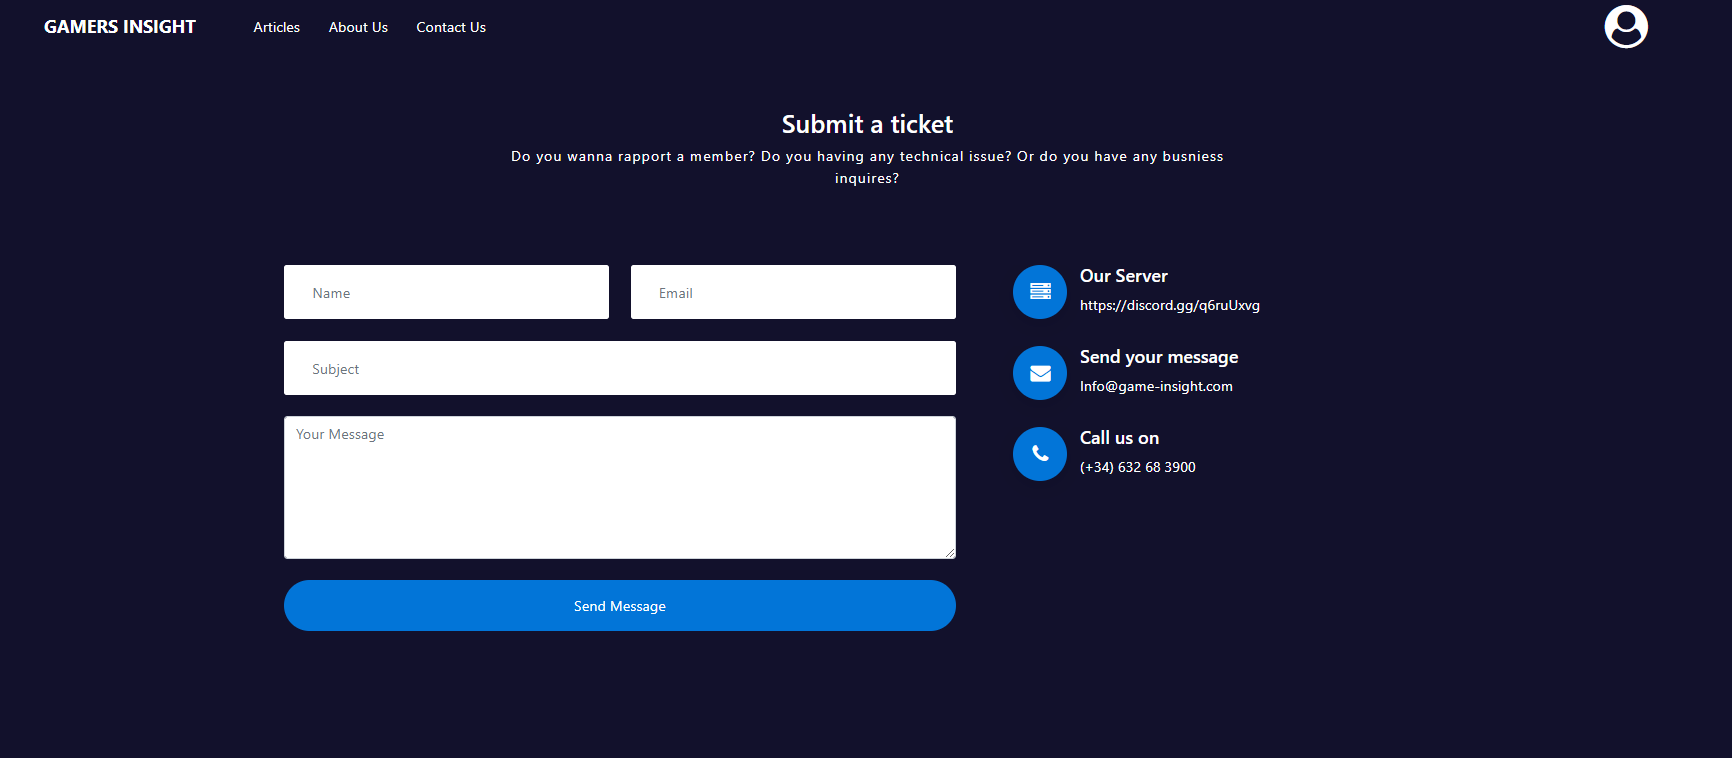 GAMERS INSIGHT
Articles
About Us
Contact Us
Submit a ticket
Do you wanna rapport a member? Do you having any technical issue? Or do you have any busniess
inquires?
Name
Email
Subject
Your Message
Send Message
Our Server
https://discord.gg/q6ruUxvg
Send your message
Info@game-insight.com
Call us on
(+34) 632 68 3900